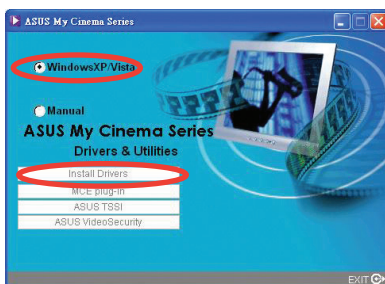 ASUS My Cinema Series
WindowsXP/Vista
Manual
ASUS My Cinema Series
Drivers & Utilities
Install Drivers
MCE plug-in
ASUS TSSI
ASUS VideoSecurity
EXIT